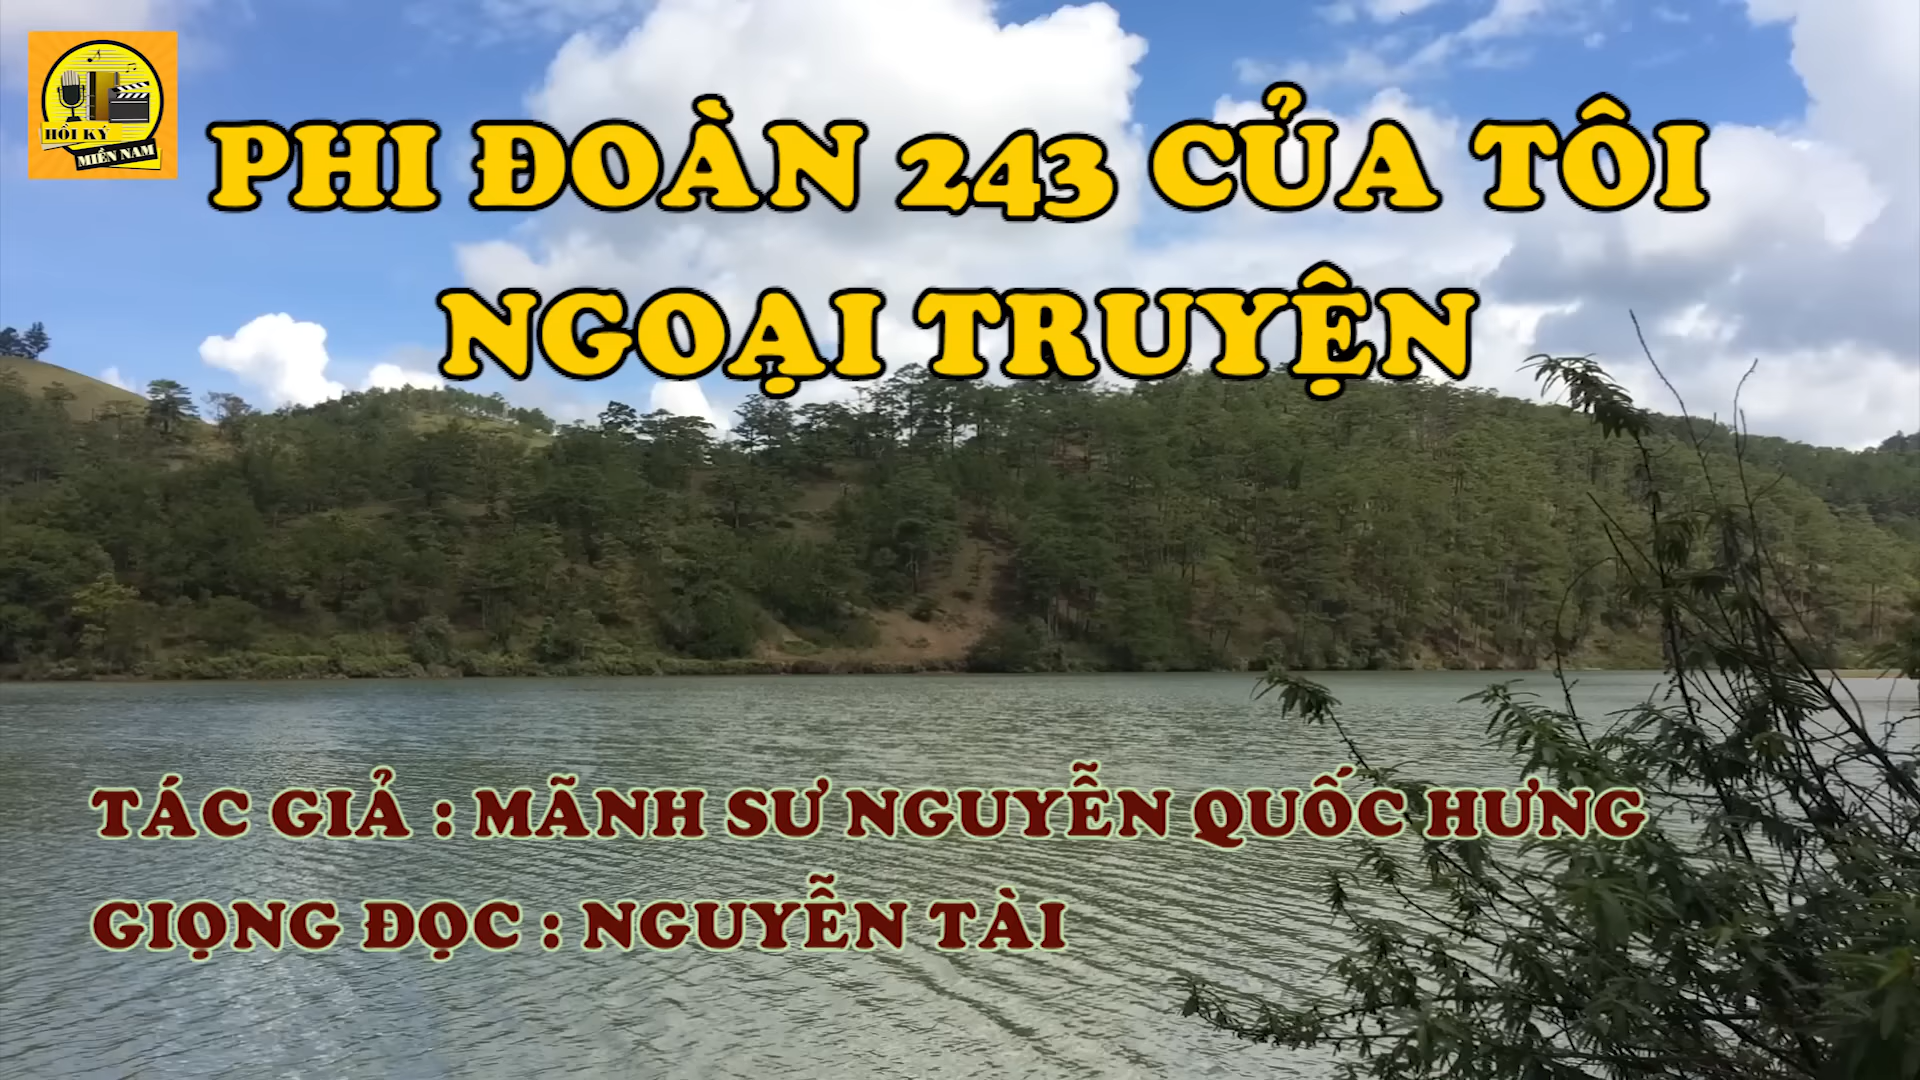 HỒI KÝ
MIỀN NAM
PHI ĐOÀN 243 CỦA TÔI
NGOẠI TRUYỆN
TÁC GIẢ : MÃNH SƯ NGUYỄN QUỐC HƯNG
GIỌNG ĐỌC : NGUYỄN TÀI